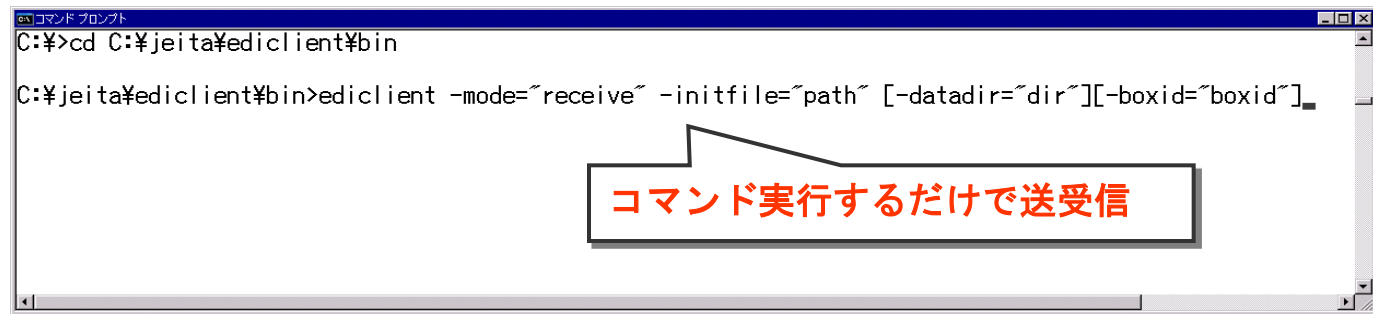 コマンド プロンプト
C:¥>cd C:¥jeita¥ediclient¥bin
C:¥jeita¥ediclient¥bin>ediclient -mode=″receive″ -initfile=″path″ [-datadir=″dir″][-boxid=″boxid″]_
コマンド実行するだけで送受信